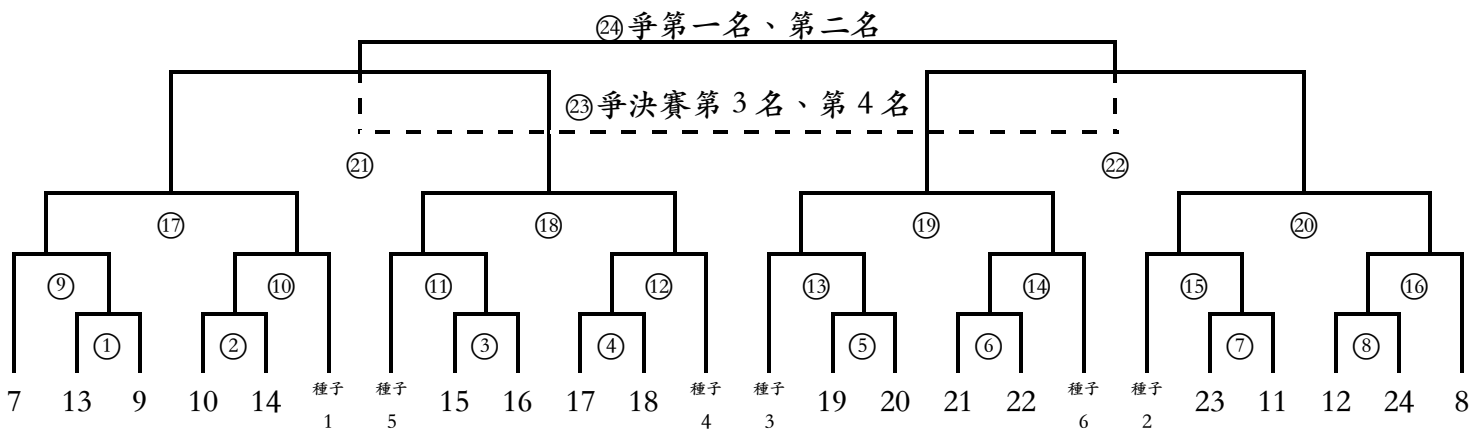 ㉔爭第一名、第二名
㉓爭決賽第 3 名、第 4 名
㉑ ㉒
⑰ ⑱ ⑲ ⑳
⑨ ⑩ ⑪ ⑫ ⑬ ⑭ ⑮ ⑯
① ② ③ ④ ⑤ ⑥ ⑦ ⑧
7 13 9 10 14 種子 種子 15 16 17 18 種子 種子 19 20 21 22 種子 種子 23 11 12 24 8
1 5 4 3 6 2